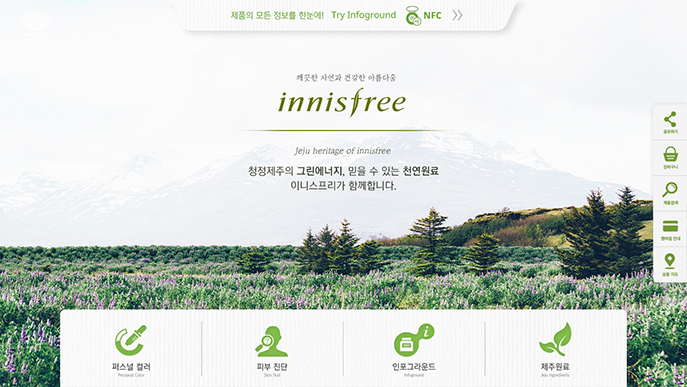 제품의 모든 정보를 한눈에! Try Infoground NFC
깨끗한 자연과 건강한 아름다움
innisfree
Jeju heritage of innisfree
청정제주의 그린에너지, 믿을 수 있는 천연원료
이니스프리가 함께합니다.
공유하기
장바구니
제품검색
멤버쉽 안내
상품 지도
퍼스널 컬러
Personal Color
피부 진단
Skin Test
인포그라운드
Infoground
제주원료
Jeju Ingredients